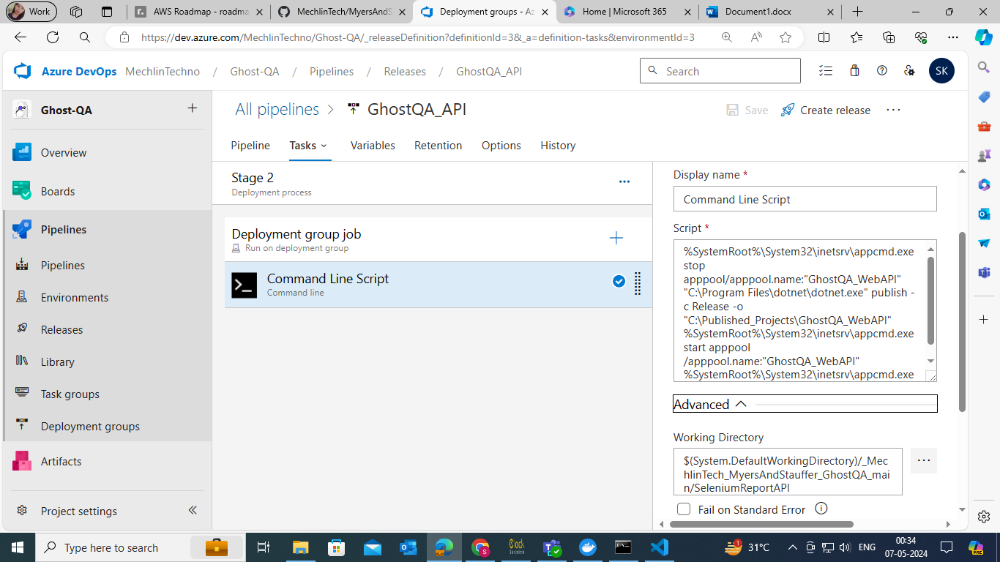 Work
AWS Roadmap - roadma
MechlinTech/MyersAndS
Deployment groups - Az
Home | Microsoft 365
Document1.docx
https://dev.azure.com/MechlinTechno/Ghost-QA/_releaseDefinition?definitionId=3&_a=definition-tasks&environmentId=3
Azure DevOps MechlinTechno / Ghost-QA / Pipelines / Releases / GhostQA_API
Search
SK
Ghost-QA
All pipelines > GhostQA_API
Save
Create release
Pipeline
Tasks
Variables
Retention
Options
History
Overview
Boards
Pipelines
Pipelines
Environments
Releases
Library
Task groups
Deployment groups
Artifacts
Project settings
Stage 2
Deployment process
Deployment group job
Run on deployment group
Command Line Script
Command line
Display name *
Command Line Script
Script *
%SystemRoot%\System32\inetsrv\appcmd.exe
stop
apppool/apppool.name:"GhostQA_WebAPI"
"C:\Program Files\dotnet\dotnet.exe" publish -
c Release -o
"C:\Published_Projects\GhostQA_WebAPI"
%SystemRoot%\System32\inetsrv\appcmd.exe
start apppool
/apppool.name:"GhostQA_WebAPI"
%SystemRoot%\System32\inetsrv\appcmd.exe
Advanced
Working Directory
$(System.DefaultWorkingDirectory)/_Mec
hlinTech_MyersAndStauffer_GhostQA_mai
n/SeleniumReportAPI
Fail on Standard Error
Type here to search
31°C
ENG
00:34
07-05-2024